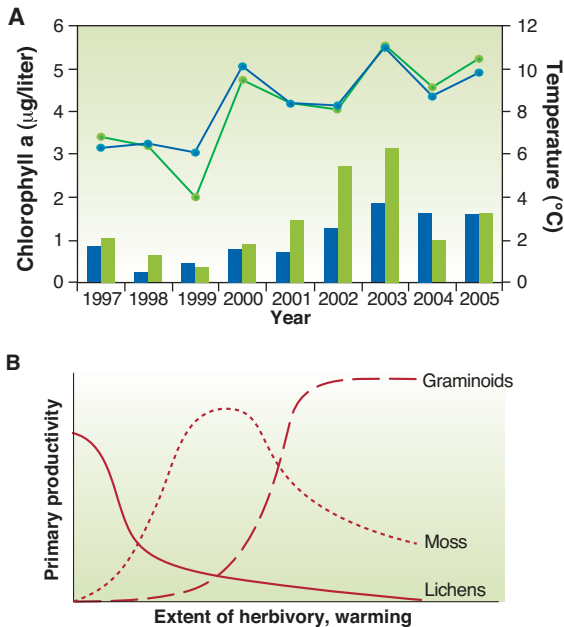 A
Chlorophyll a (µg/liter)
6
5
4
3
2
1
0
12
10
8
6
4
2
0
Temperature (°C)
1997 1998 1999 2000 2001 2002 2003 2004 2005
Year
B
Primary productivity
Graminoids
Moss
Lichens
Extent of herbivory, warming